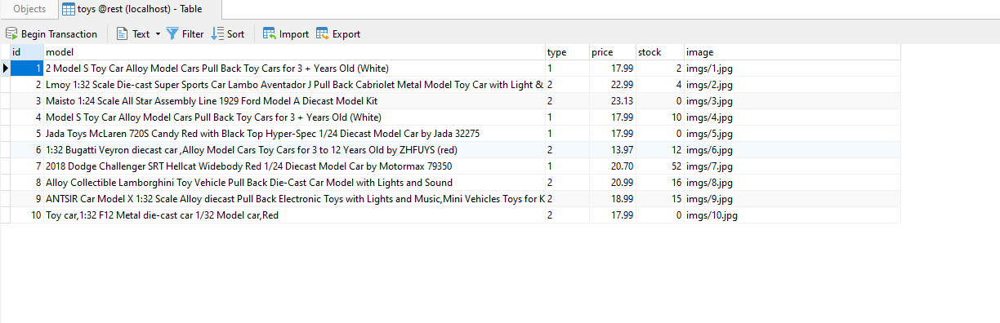 Objects toys @rest (localhost) - Table
Begin Transaction Text Filter Sort Import Export
id model type price stock image
1 2 Model S Toy Car Alloy Model Cars Pull Back Toy Cars for 3 + Years Old (White) 1 17.99 2 imgs/1.jpg
2 Lmoy 1:32 Scale Die-cast Super Sports Car Lambo Aventador J Pull Back Cabriolet Metal Model Toy Car with Light & 2 22.99 4 imgs/2.jpg
3 Maisto 1:24 Scale All Star Assembly Line 1929 Ford Model A Diecast Model Kit 2 23.13 0 imgs/3.jpg
4 Model S Toy Car Alloy Model Cars Pull Back Toy Cars for 3 + Years Old (White) 1 17.99 10 imgs/4.jpg
5 Jada Toys McLaren 720S Candy Red with Black Top Hyper-Spec 1/24 Diecast Model Car by Jada 32275 1 17.99 0 imgs/5.jpg
6 1:32 Bugatti Veyron diecast car ,Alloy Model Cars Toy Cars for 3 to 12 Years Old by ZHFUYS (red) 2 13.97 12 imgs/6.jpg
7 2018 Dodge Challenger SRT Hellcat Widebody Red 1/24 Diecast Model Car by Motormax 79350 1 20.70 52 imgs/7.jpg
8 Alloy Collectible Lamborghini Toy Vehicle Pull Back Die-Cast Car Model with Lights and Sound 2 20.99 16 imgs/8.jpg
9 ANTSIR Car Model X 1:32 Scale Alloy diecast Pull Back Electronic Toys with Lights and Music,Mini Vehicles Toys for K 2 18.99 15 imgs/9.jpg
10 Toy car,1:32 F12 Metal die-cast car 1/32 Model car,Red 2 17.99 0 imgs/10.jpg